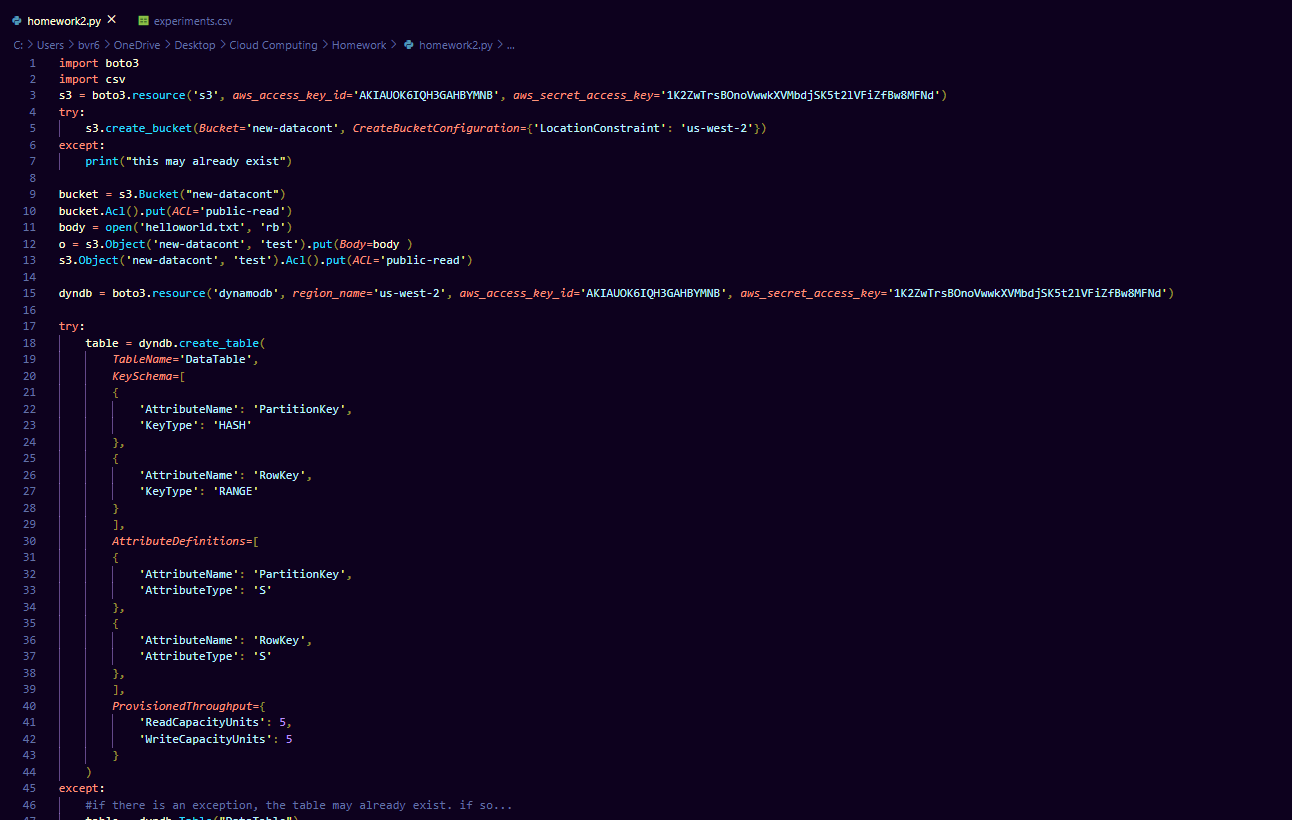 homework2.py
experiments.csv
C: > Users > bvr6 > OneDrive > Desktop > Cloud Computing > Homework > homework2.py > ...
1 import boto3
2 import csv
3 s3 = boto3.resource('s3', aws_access_key_id='AKIAUOK6IQH3GAHBYMNB', aws_secret_access_key='')
4 try:
5 s3.create_bucket(Bucket='new-datacont', CreateBucketConfiguration={'LocationConstraint': 'us-west-2'})
6 except:
7 print("this may already exist")
8
9 bucket = s3.Bucket("new-datacont")
10 bucket.Acl().put(ACL='public-read')
11 body = open('helloworld.txt', 'rb')
12 o = s3.Object('new-datacont', 'test').put(Body=body )
13 s3.Object('new-datacont', 'test').Acl().put(ACL='public-read')
14
15 dyndb = boto3.resource('dynamodb', region_name='us-west-2', aws_access_key_id='AKIAUOK6IQH3GAHBYMNB', aws_secret_access_key='')
16
17 try:
18 table = dyndb.create_table(
19 TableName='DataTable',
20 KeySchema=[
21 {
22 'AttributeName': 'PartitionKey',
23 'KeyType': 'HASH'
24 },
25 {
26 'AttributeName': 'RowKey',
27 'KeyType': 'RANGE'
28 }
29 ],
30 AttributeDefinitions=[
31 {
32 'AttributeName': 'PartitionKey',
33 'AttributeType': 'S'
34 },
35 {
36 'AttributeName': 'RowKey',
37 'AttributeType': 'S'
38 },
39 ],
40 ProvisionedThroughput={
41 'ReadCapacityUnits': 5,
42 'WriteCapacityUnits': 5
43 }
44 )
45 except:
46 #if there is an exception, the table may already exist. if so...
47 table = dyndb.Table("DataTable")